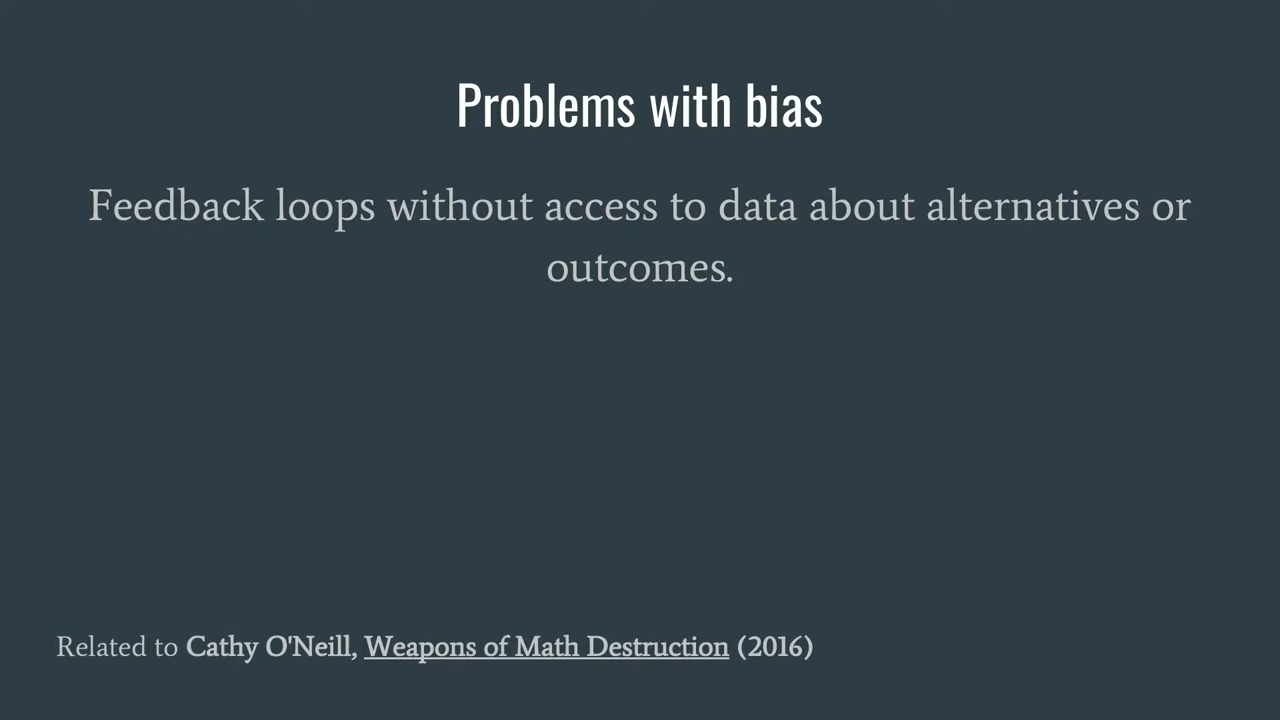 Problems with bias
Feedback loops without access to data about alternatives or
outcomes.
Related to Cathy O'Neill, Weapons of Math Destruction (2016)